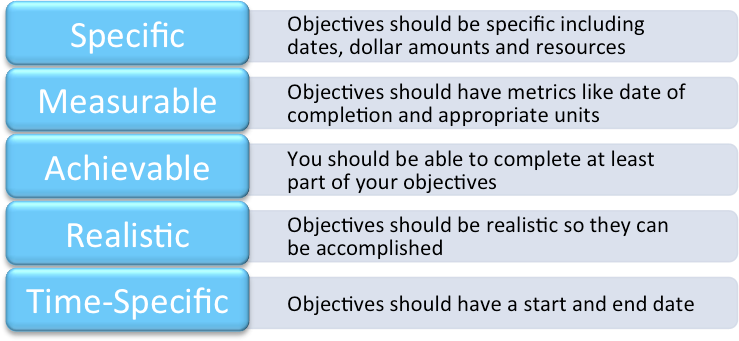 Specific
Objectives should be specific including
dates, dollar amounts and resources
Measurable
Objectives should have metrics like date of
completion and appropriate units
Achievable
You should be able to complete at least
part of your objectives
Realistic
Objectives should be realistic so they can
be accomplished
Time-Specific
Objectives should have a start and end date